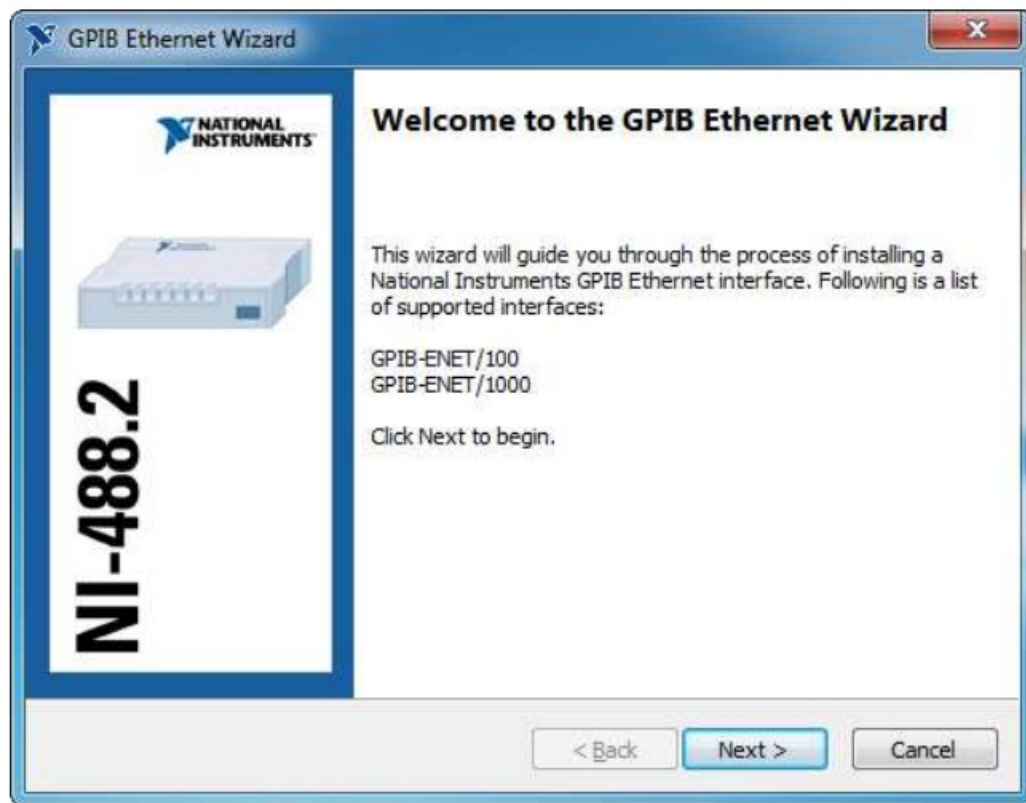 GPIB Ethernet Wizard
NATIONAL
INSTRUMENTS
NI-488.2
Welcome to the GPIB Ethernet Wizard
This wizard will guide you through the process of installing a
National Instruments GPIB Ethernet interface. Following is a list
of supported interfaces:
GPIB-ENET/100
GPIB-ENET/1000
Click Next to begin.
< Back
Next >
Cancel